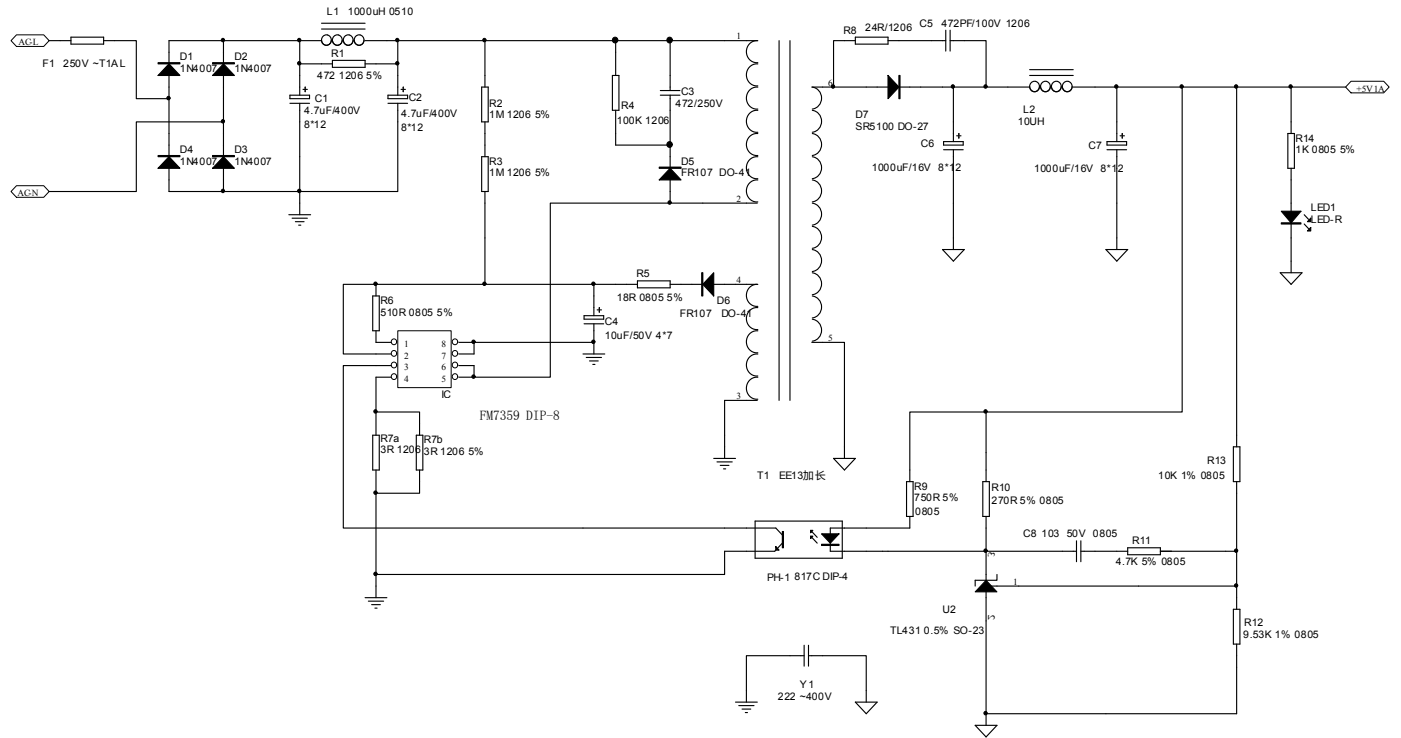 L1 1000uH 0510
AGL
F1 250V ~T1AL
D1
1N4007
D2
1N4007
R1
472 1206 5%
C1
4.7uF/400V
8*12
C2
4.7uF/400V
8*12
D4
1N4007
D3
1N4007
AGN
R2
1M 1206 5%
R3
1M 1206 5%
R4
100K 1206
C3
472/250V
D5
FR107 DO-41
1
2
R8 24R/1206
C5 472PF/100V 1206
6
D7
SR5100 DO-27
C6
1000uF/16V 8*12
L2
10UH
C7
1000uF/16V 8*12
+5V1A
R14
1K 0805 5%
LED1
LED-R
R6
510R 0805 5%
R5
18R 0805 5%
D6
FR107 DO-41
C4
10uF/50V 4*7
4
3
5
1 8
2 7
3 6
4 5
IC
FM7359 DIP-8
R7a
3R 1206
R7b
3R 1206 5%
T1 EE13加长
R9
750R 5%
0805
R10
270R 5% 0805
R13
10K 1% 0805
C8 103 50V 0805
R11
4.7K 5% 0805
PH-1 817C DIP-4
3
1
U2
TL431 0.5% SO-23
R12
9.53K 1% 0805
Y1
222 ~400V